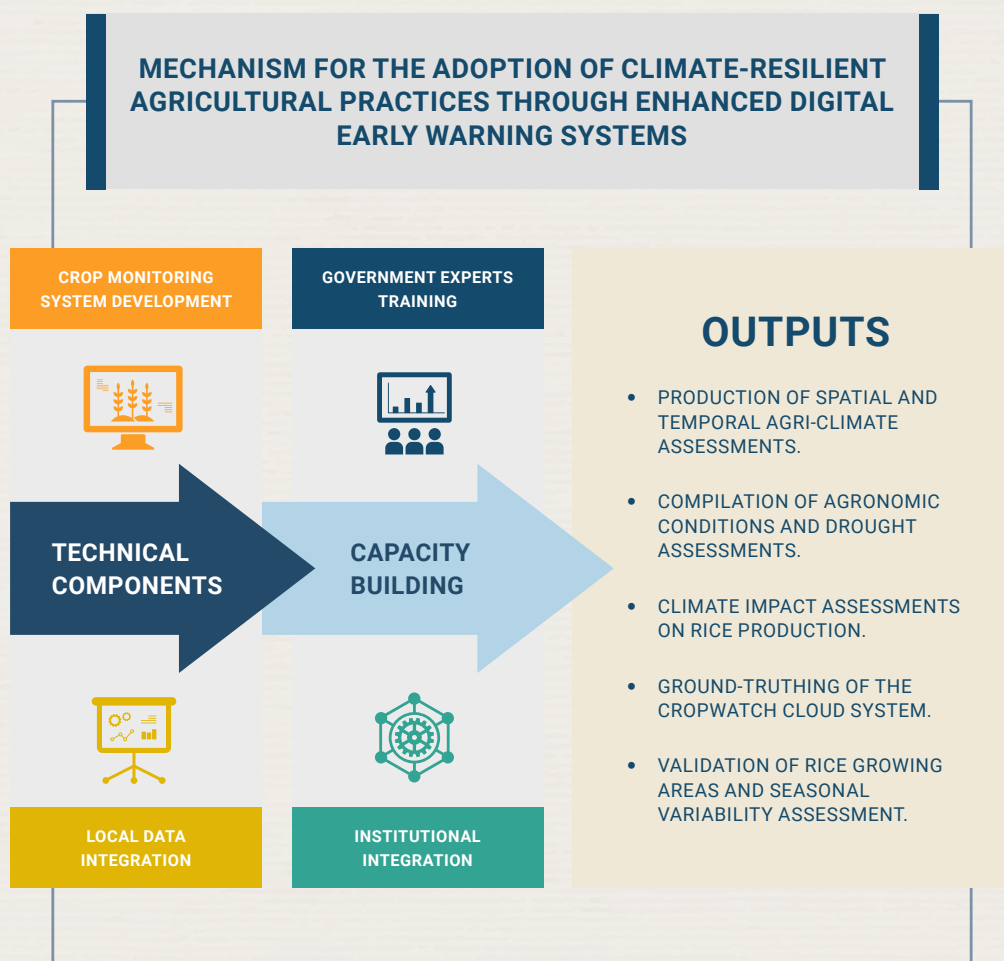 MECHANISM FOR THE ADOPTION OF CLIMATE-RESILIENT
AGRICULTURAL PRACTICES THROUGH ENHANCED DIGITAL
EARLY WARNING SYSTEMS
CROP MONITORING
SYSTEM DEVELOPMENT
GOVERNMENT EXPERTS
TRAINING
TECHNICAL
COMPONENTS
CAPACITY
BUILDING
LOCAL DATA
INTEGRATION
INSTITUTIONAL
INTEGRATION
OUTPUTS
• PRODUCTION OF SPATIAL AND
TEMPORAL AGRI-CLIMATE
ASSESSMENTS.
• COMPILATION OF AGRONOMIC
CONDITIONS AND DROUGHT
ASSESSMENTS.
• CLIMATE IMPACT ASSESSMENTS
ON RICE PRODUCTION.
• GROUND-TRUTHING OF THE
CROPWATCH CLOUD SYSTEM.
• VALIDATION OF RICE GROWING
AREAS AND SEASONAL
VARIABILITY ASSESSMENT.